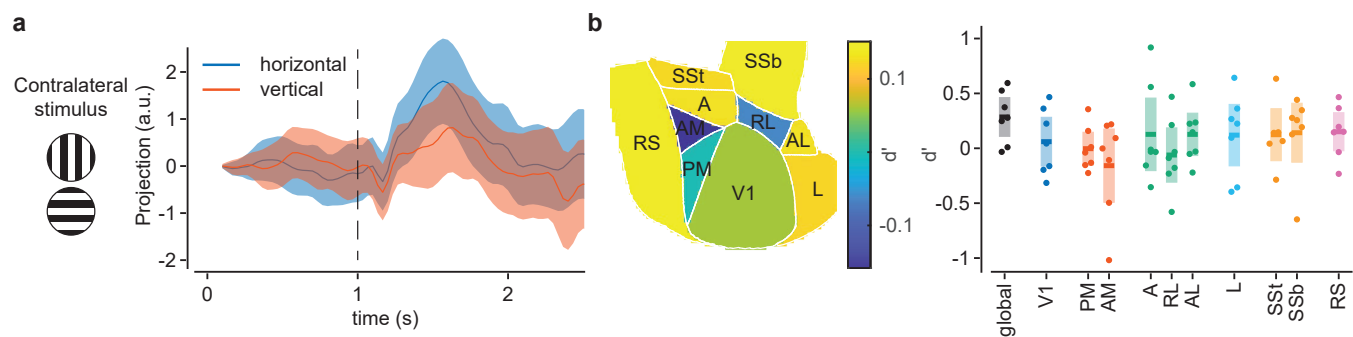 a
Contralateral
stimulus
Projection (a.u.)
2
1
0
-1
-2
horizontal
vertical
0
1
2
time (s)
b
SSt
SSb
A
AM
RL
AL
RS
PM
V1
L
0.1
-0.1
d'
d'
1
0.5
0
-0.5
-1
global
V1
PM
AM
A
RL
AL
L
SSt
SSb
RS